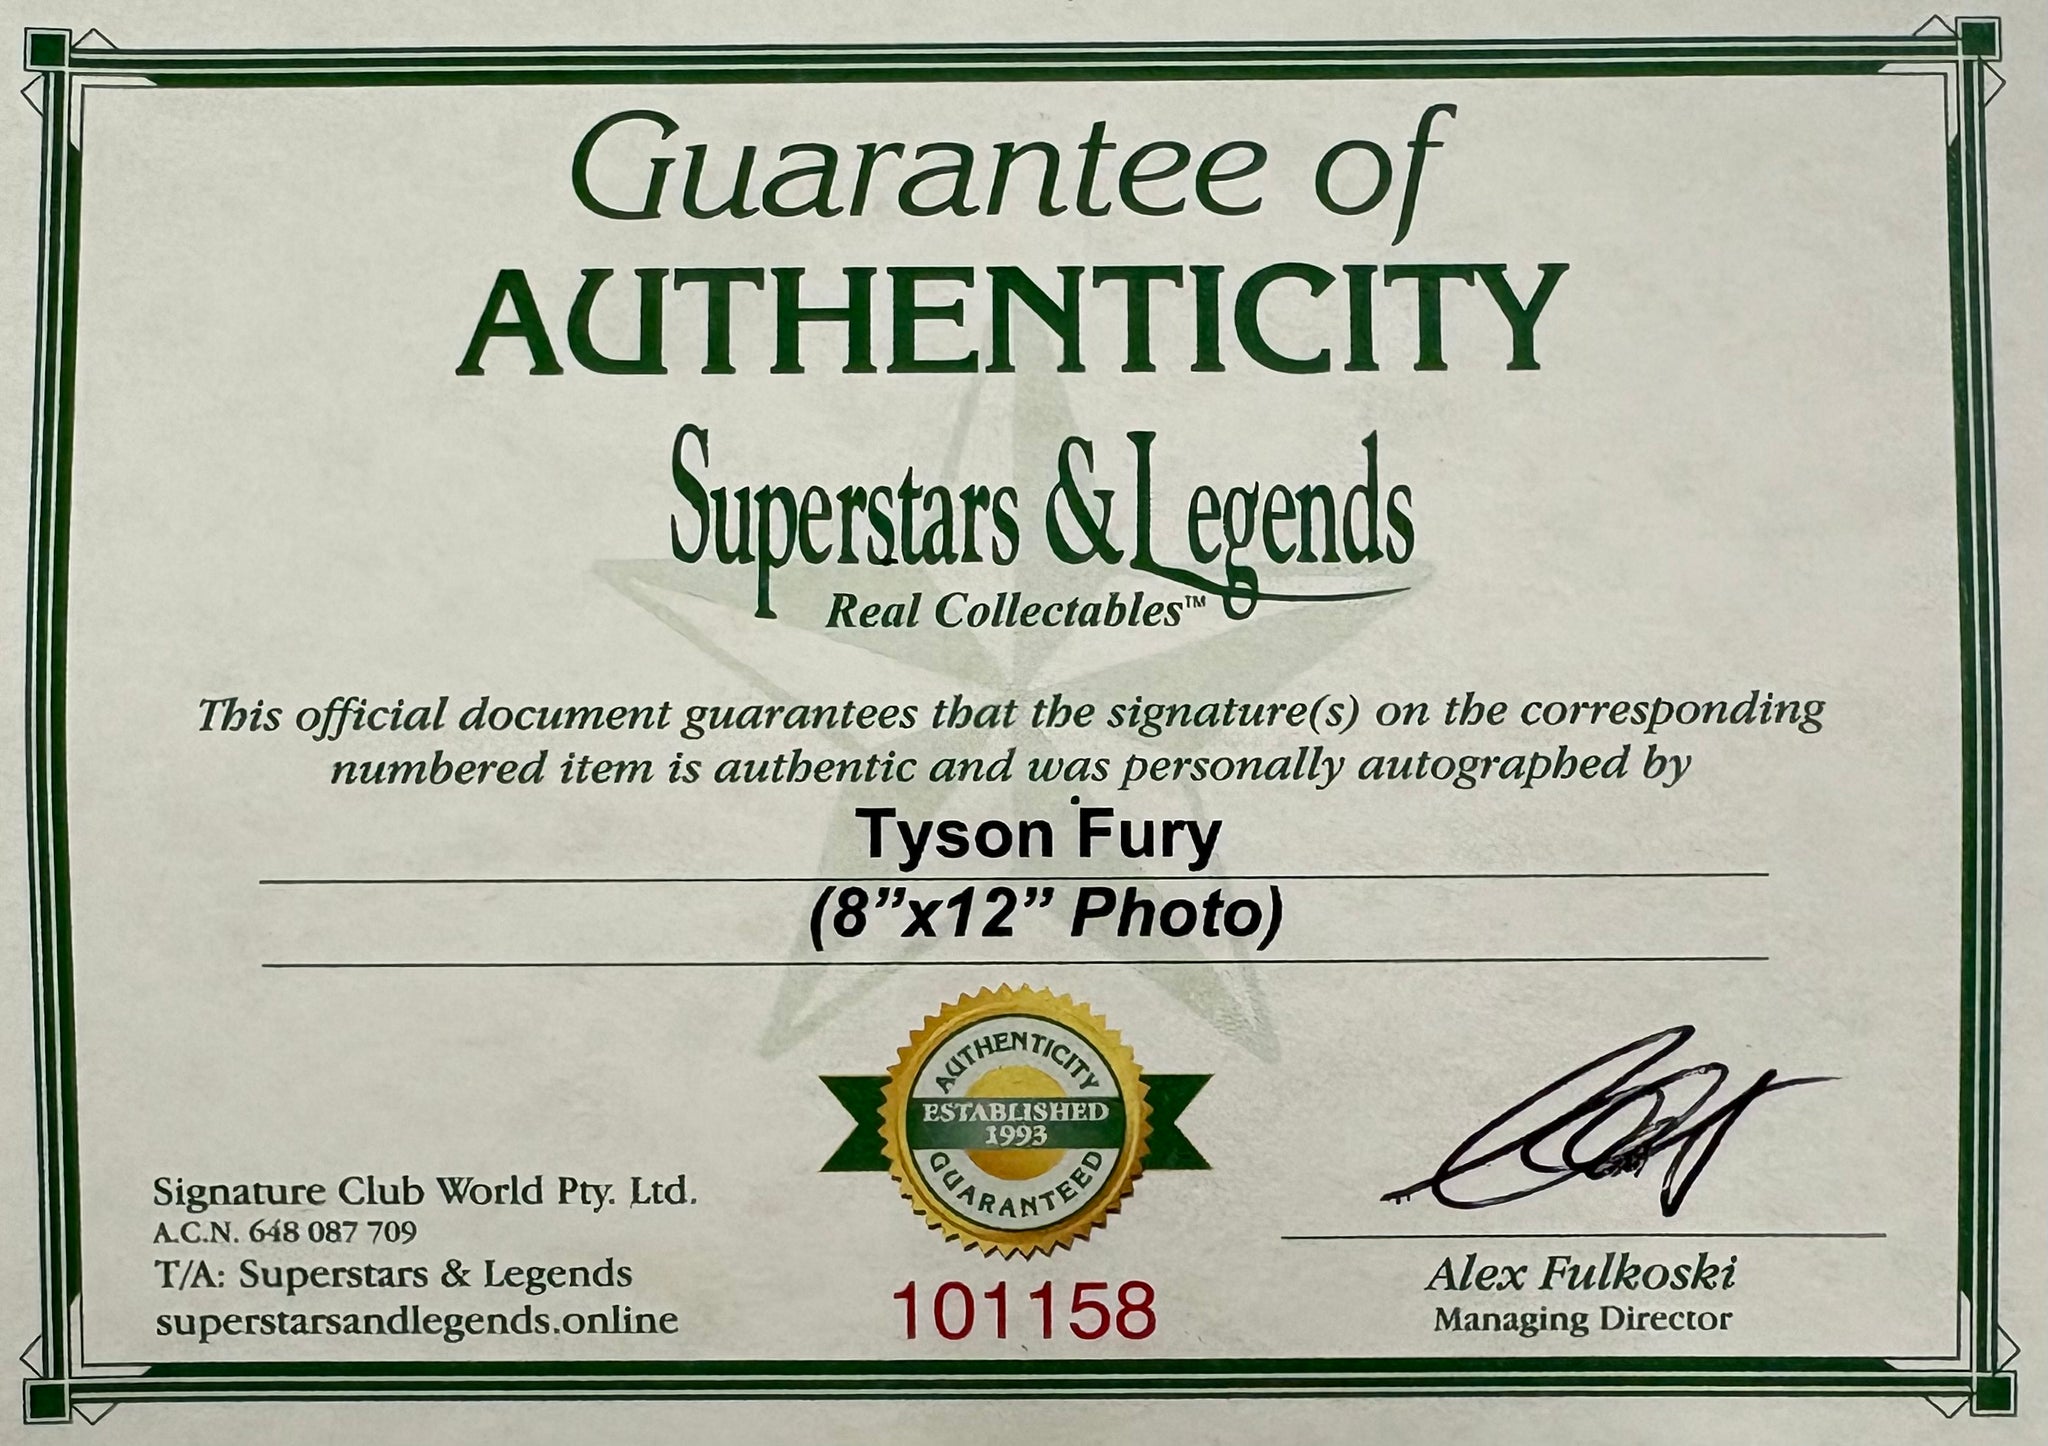 Guarantee of
AUTHENTICITY
Superstars & Legends
Real Collectables™
This official document guarantees that the signature(s) on the corresponding
numbered item is authentic and was personally autographed by
Tyson Fury
(8”x12” Photo)
AUTHENTICITY
ESTABLISHED
1993
GUARANTEED
101158
Signature Club World Pty. Ltd.
A.C.N. 648 087 709
T/A: Superstars & Legends
superstarsandlegends.online
Alex Fulkoski
Managing Director